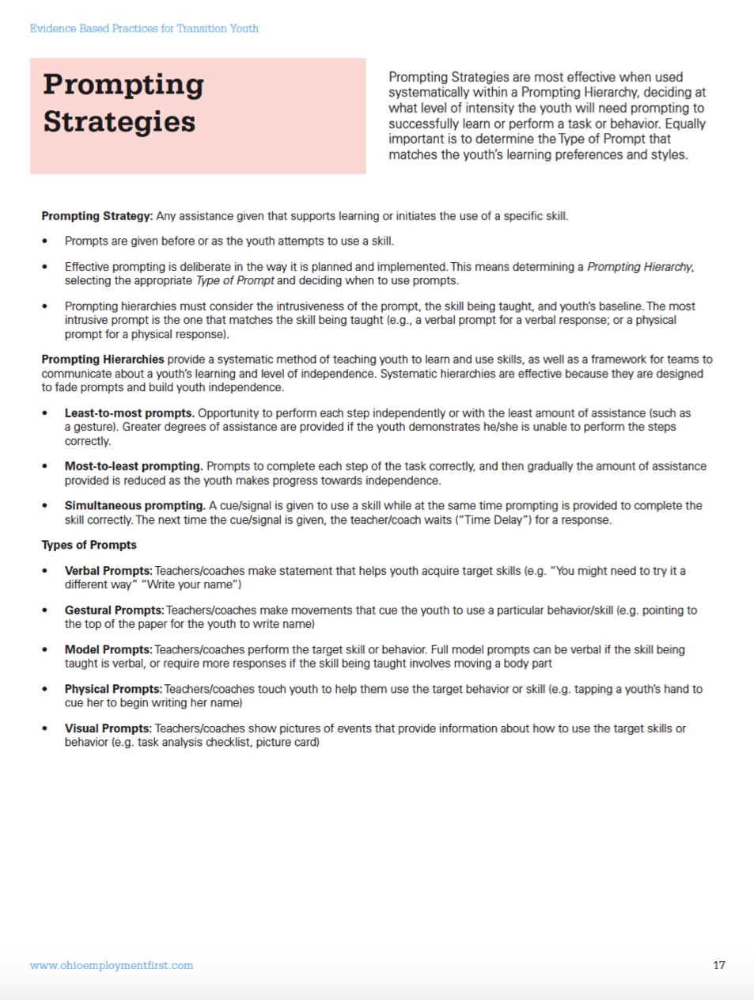 Evidence Based Practices for Transition Youth
Prompting
Strategies
Prompting Strategies are most effective when used
systematically within a Prompting Hierarchy, deciding at
what level of intensity the youth will need prompting to
successfully learn or perform a task or behavior. Equally
important is to determine the Type of Prompt that
matches the youth’s learning preferences and styles.
Prompting Strategy: Any assistance given that supports learning or initiates the use of a specific skill.
• Prompts are given before or as the youth attempts to use a skill.
• Effective prompting is deliberate in the way it is planned and implemented. This means determining a Prompting Hierarchy,
selecting the appropriate Type of Prompt and deciding when to use prompts.
• Prompting hierarchies must consider the intrusiveness of the prompt, the skill being taught, and youth’s baseline. The most
intrusive prompt is the one that matches the skill being taught (e.g., a verbal prompt for a verbal response; or a physical
prompt for a physical response).
Prompting Hierarchies provide a systematic method of teaching youth to learn and use skills, as well as a framework for teams to
communicate about a youth’s learning and level of independence. Systematic hierarchies are effective because they are designed
to fade prompts and build youth independence.
• Least-to-most prompts. Opportunity to perform each step independently or with the least amount of assistance (such as
a gesture). Greater degrees of assistance are provided if the youth demonstrates he/she is unable to perform the steps
correctly.
• Most-to-least prompting. Prompts to complete each step of the task correctly, and then gradually the amount of assistance
provided is reduced as the youth makes progress towards independence.
• Simultaneous prompting. A cue/signal is given to use a skill while at the same time prompting is provided to complete the
skill correctly. The next time the cue/signal is given, the teacher/coach waits (“Time Delay”) for a response.
Types of Prompts
• Verbal Prompts: Teachers/coaches make statement that helps youth acquire target skills (e.g. “You might need to try it a
different way” “Write your name”)
• Gestural Prompts: Teachers/coaches make movements that cue the youth to use a particular behavior/skill (e.g. pointing to
the top of the paper for the youth to write name)
• Model Prompts: Teachers/coaches perform the target skill or behavior. Full model prompts can be verbal if the skill being
taught is verbal, or require more responses if the skill being taught involves moving a body part
• Physical Prompts: Teachers/coaches touch youth to help them use the target behavior or skill (e.g. tapping a youth’s hand to
cue her to begin writing her name)
• Visual Prompts: Teachers/coaches show pictures of events that provide information about how to use the target skills or
behavior (e.g. task analysis checklist, picture card)
www.ohioemploymentfirst.com
17